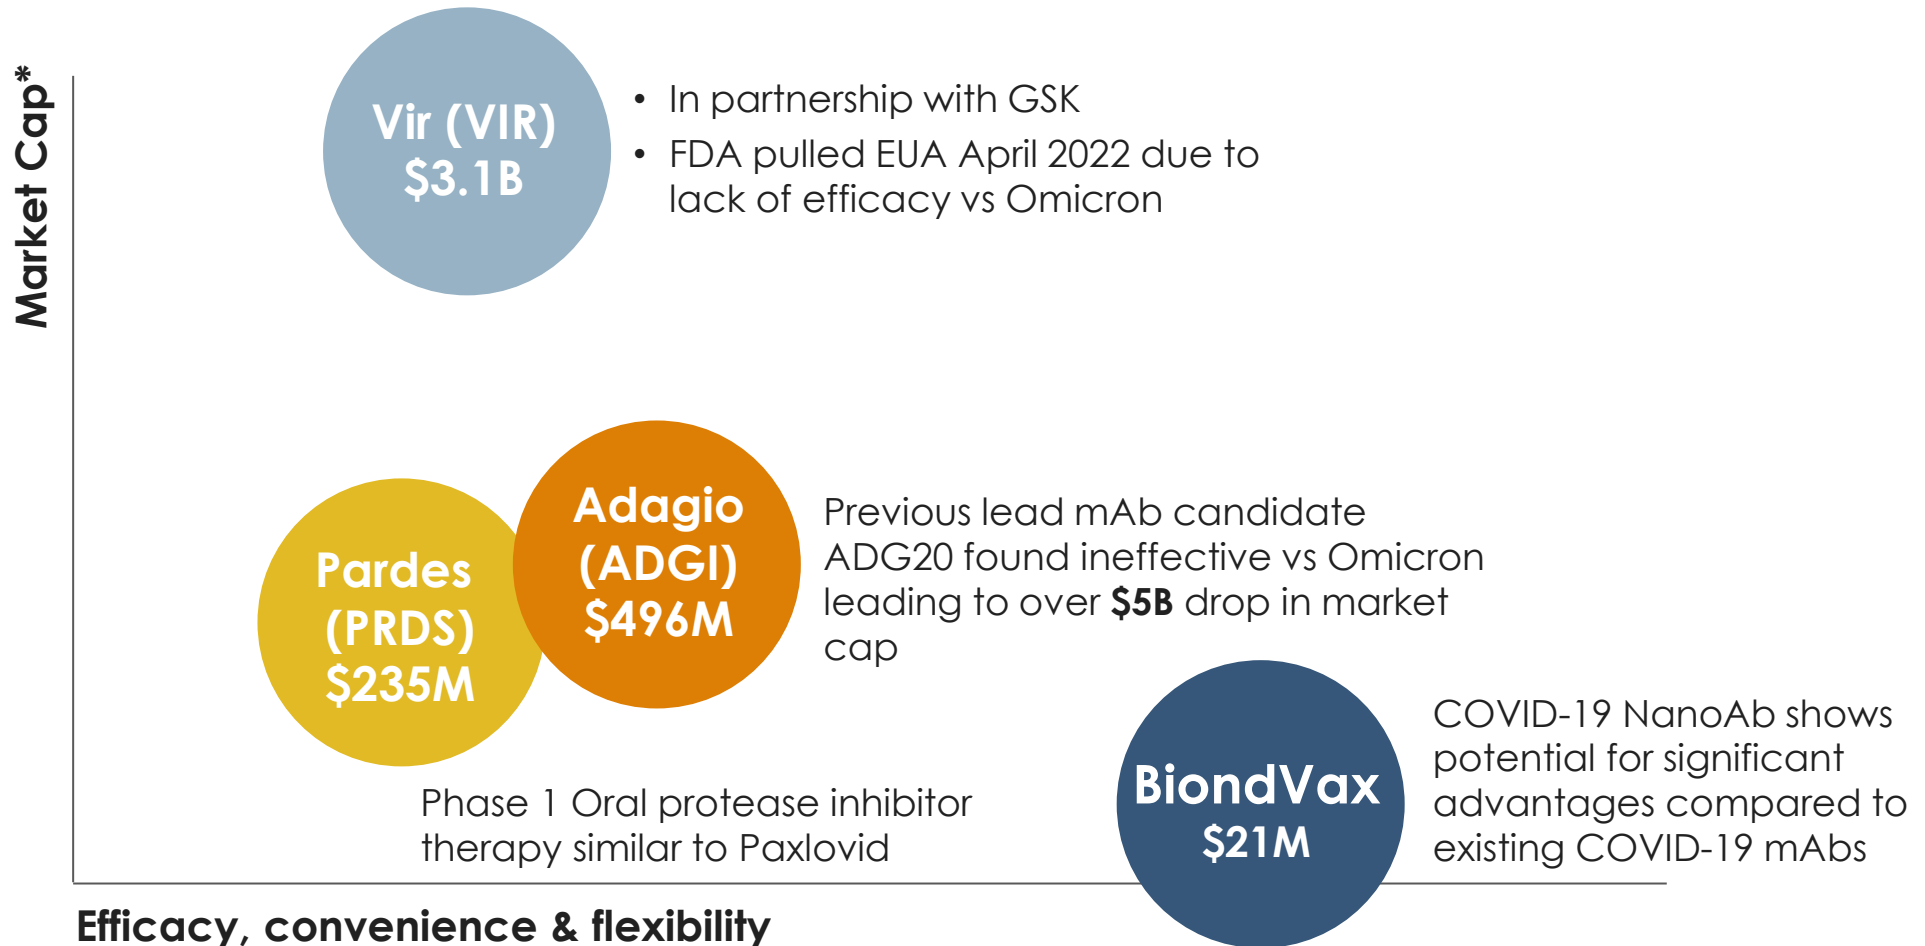 Market Cap*
Vir (VIR)
$3.1B
• In partnership with GSK
• FDA pulled EUA April 2022 due to
lack of efficacy vs Omicron
Pardes
(PRDS)
$235M
Adagio
(ADGI)
$496M
Previous lead mAb candidate
ADG20 found ineffective vs Omicron
leading to over $5B drop in market
cap
Phase 1 Oral protease inhibitor
therapy similar to Paxlovid
BiondVax
$21M
COVID-19 NanoAb shows
potential for significant
advantages compared to
existing COVID-19 mAbs
Efficacy, convenience & flexibility